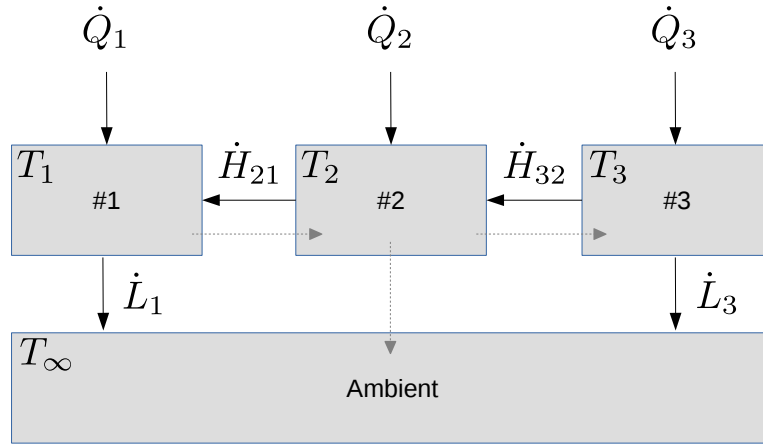 Q̇₁ Q̇₂ Q̇₃
T₁ Ḣ₂₁ T₂ Ḣ₃₂ T₃
#1 #2 #3
L̇₁ L̇₃
T∞
Ambient